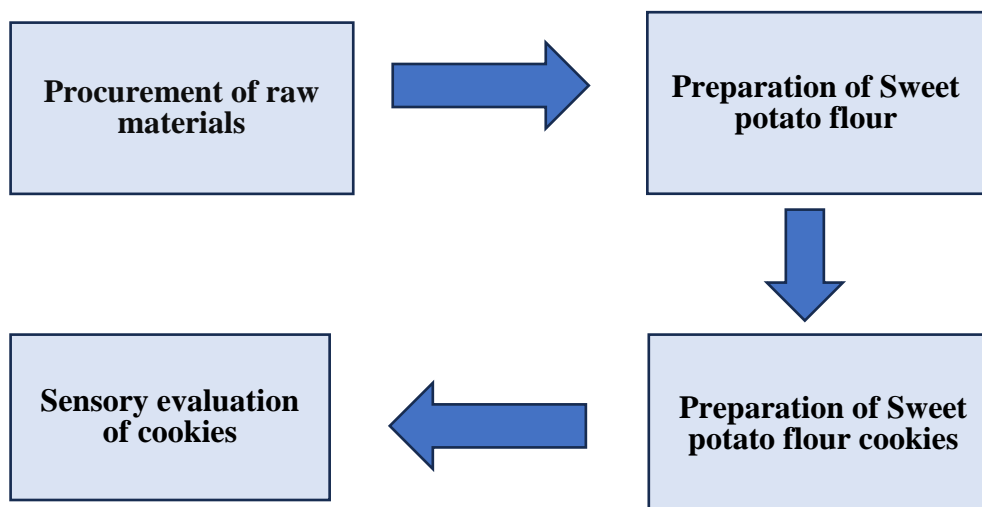 Procurement of raw
materials
Preparation of Sweet
potato flour
Preparation of Sweet
potato flour cookies
Sensory evaluation
of cookies